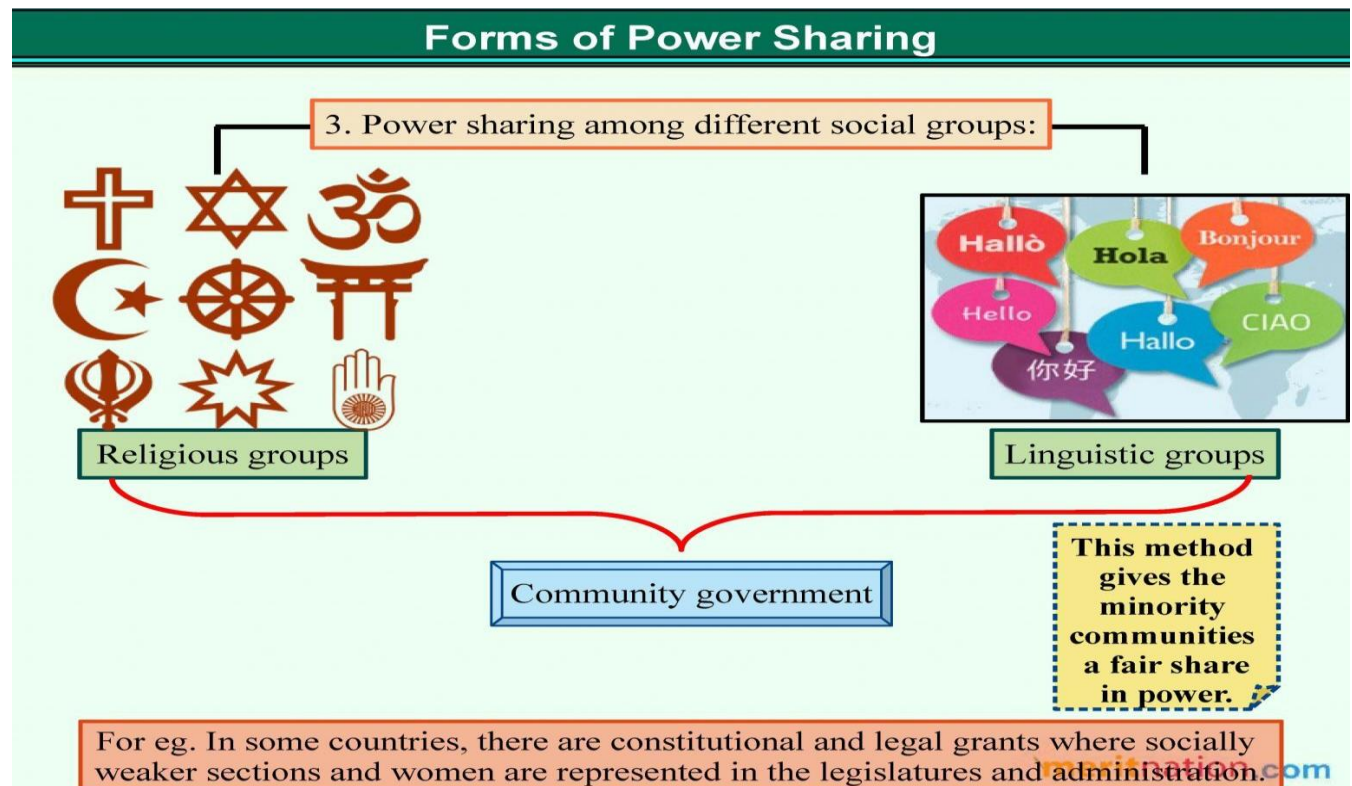 Forms of Power Sharing
3. Power sharing among different social groups:
Hallò
Hola
Bonjour
Hello
Hallo
CIAO
你好
Religious groups
Linguistic groups
Community government
This method
gives the
minority
communities
a fair share
in power.
For eg. In some countries, there are constitutional and legal grants where socially
weaker sections and women are represented in the legislatures and administration.
meritnation.com